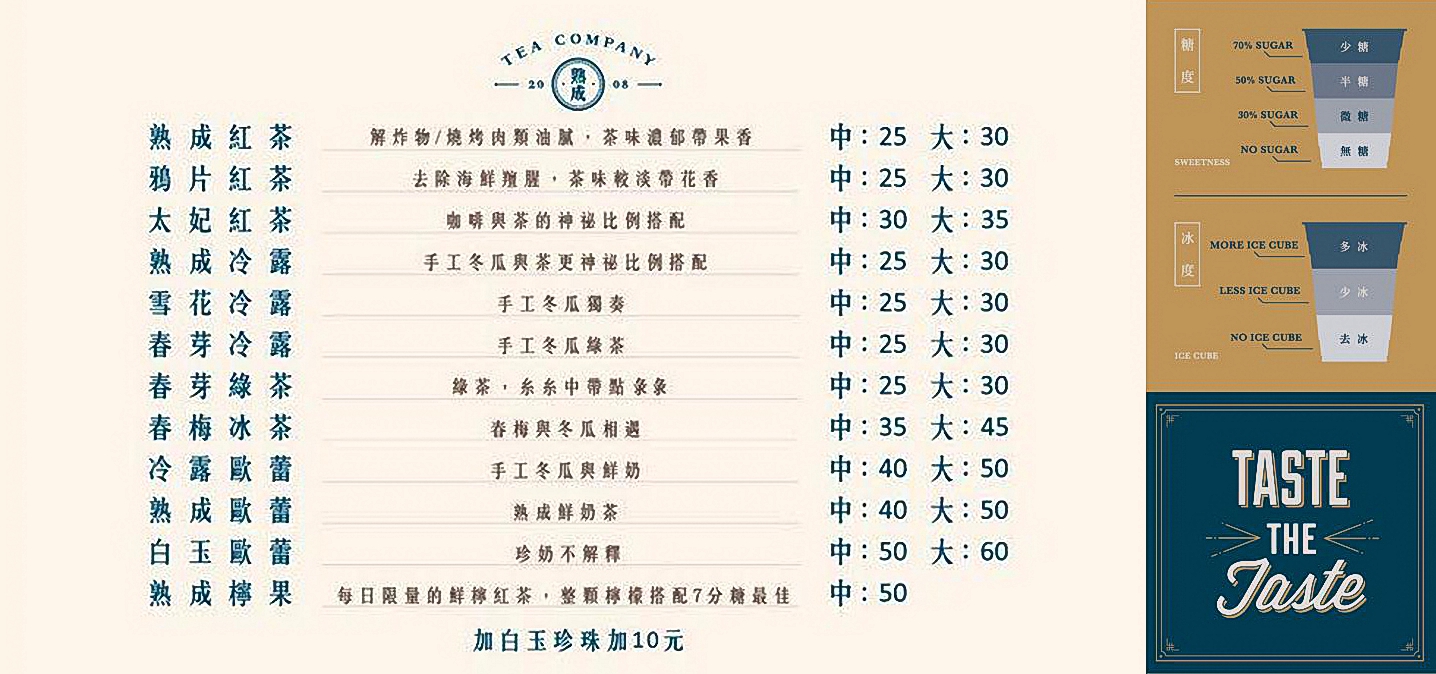 TEA COMPANY
20 熟成 08
熟成紅茶 解炸物/燒烤肉類油膩，茶味濃郁帶果香 中：25 大：30
鴉片紅茶 去除海鮮羶腥，茶味較淡帶花香 中：25 大：30
太妃紅茶 咖啡與茶的神祕比例搭配 中：30 大：35
熟成冷露 手工冬瓜與茶更神祕比例搭配 中：25 大：30
雪花冷露 手工冬瓜獨奏 中：25 大：30
春芽冷露 手工冬瓜綠茶 中：25 大：30
春芽綠茶 綠茶，糸糸中帶點彖彖 中：25 大：30
春梅冰茶 春梅與冬瓜相遇 中：35 大：45
冷露歐蕾 手工冬瓜與鮮奶 中：40 大：50
熟成歐蕾 熟成鮮奶茶 中：40 大：50
白玉歐蕾 珍奶不解釋 中：50 大：60
熟成檸果 每日限量的鮮檸紅茶，整顆檸檬搭配7分糖最佳 中：50
加白玉珍珠加10元
糖度
70% SUGAR 少糖
50% SUGAR 半糖
30% SUGAR 微糖
NO SUGAR 無糖
SWEETNESS
冰度
MORE ICE CUBE 多冰
LESS ICE CUBE 少冰
NO ICE CUBE 去冰
ICE CUBE
TASTE
THE
Taste